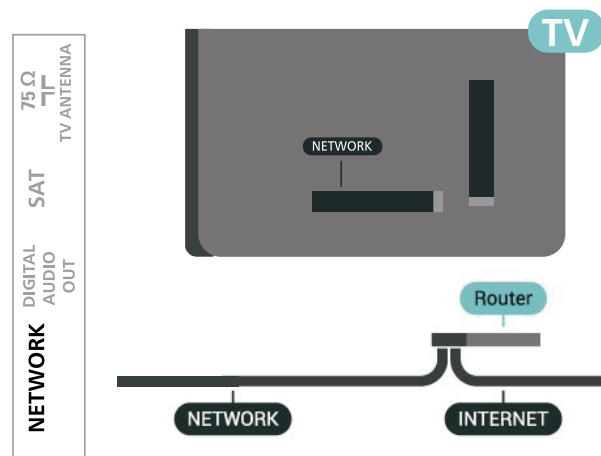 TV
75 Ω
TV ANTENNA
SAT
DIGITAL
AUDIO
OUT
NETWORK
NETWORK
Router
NETWORK
INTERNET